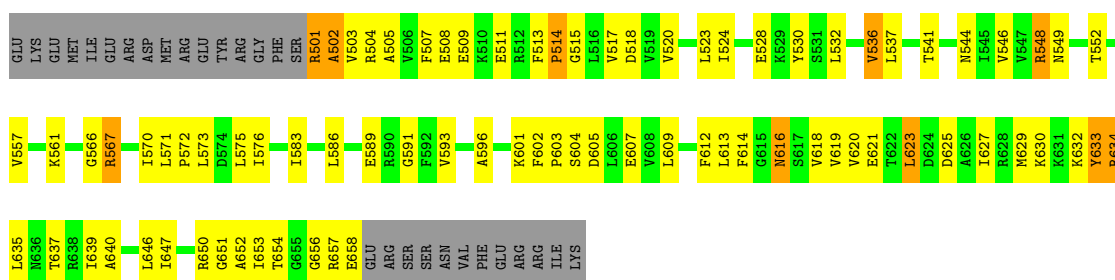 GLU LYS GLU MET ILE GLU ARG ASP MET ARG GLU TYR ARG GLY PHE SER R501 A502 V503 R504 A505 V506 F507 E508 E509 K510 E511 R512 F513 P514 G515 L516 V517 D518 V519 V520 L523 I524 E528 K529 Y530 S531 L532 V536 L537 T541 N544 I545 V546 V547 R548 N549 T552
V557 K561 G566 R567 I570 L571 P572 L573 D574 L575 I576 I583 L586 E589 R590 G591 F592 V593 A596 K601 F602 P603 S604 D605 L606 E607 V608 L609 F612 L613 F614 G615 N616 S617 V618 V619 V620 E621 T622 L623 D624 D625 A626 I627 R628 M629 K630 K631 K632 Y633
L635 N636 T637 R638 I639 A640 L646 I647 R650 G651 A652 I653 T654 G655 G656 R657 E658 GLU ARG SER SER ASN VAL PHE GLU ARG ARG ILE LYS